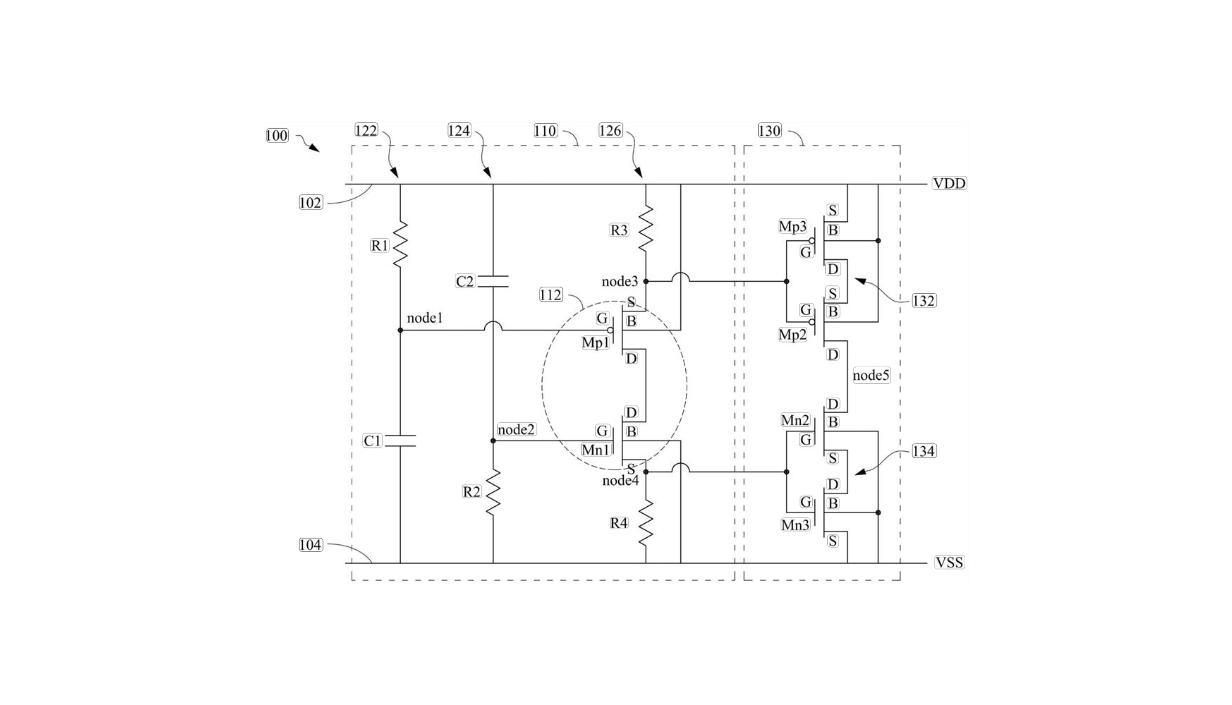 100
122
124
110
126
130
VDD
102
Mp3
S
B
G
D
R1
R3
C2
node3
112
132
S
G
B
Mp2
D
node1
S
G
B
Mp1
D
node5
D
G
B
Mn1
S
node2
C1
node4
D
Mn2
B
G
S
134
D
G
B
Mn3
S
R2
R4
104
VSS